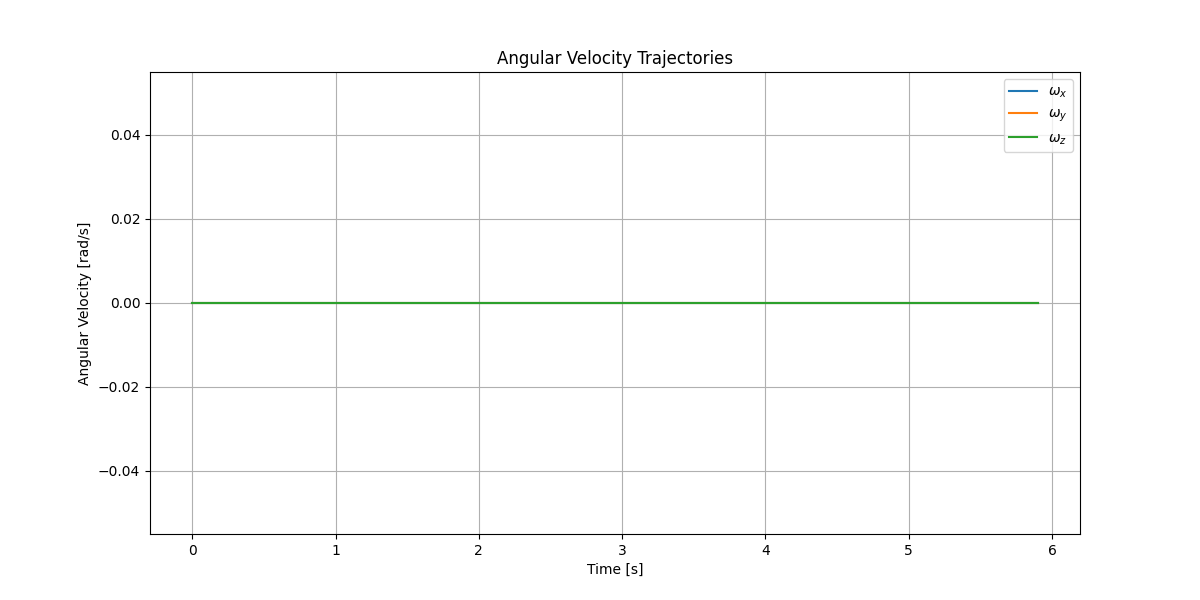 Angular Velocity Trajectories
ωx
ωy
ωz
Angular Velocity [rad/s]
0.04
0.02
0.00
−0.02
−0.04
0 1 2 3 4 5 6
Time [s]